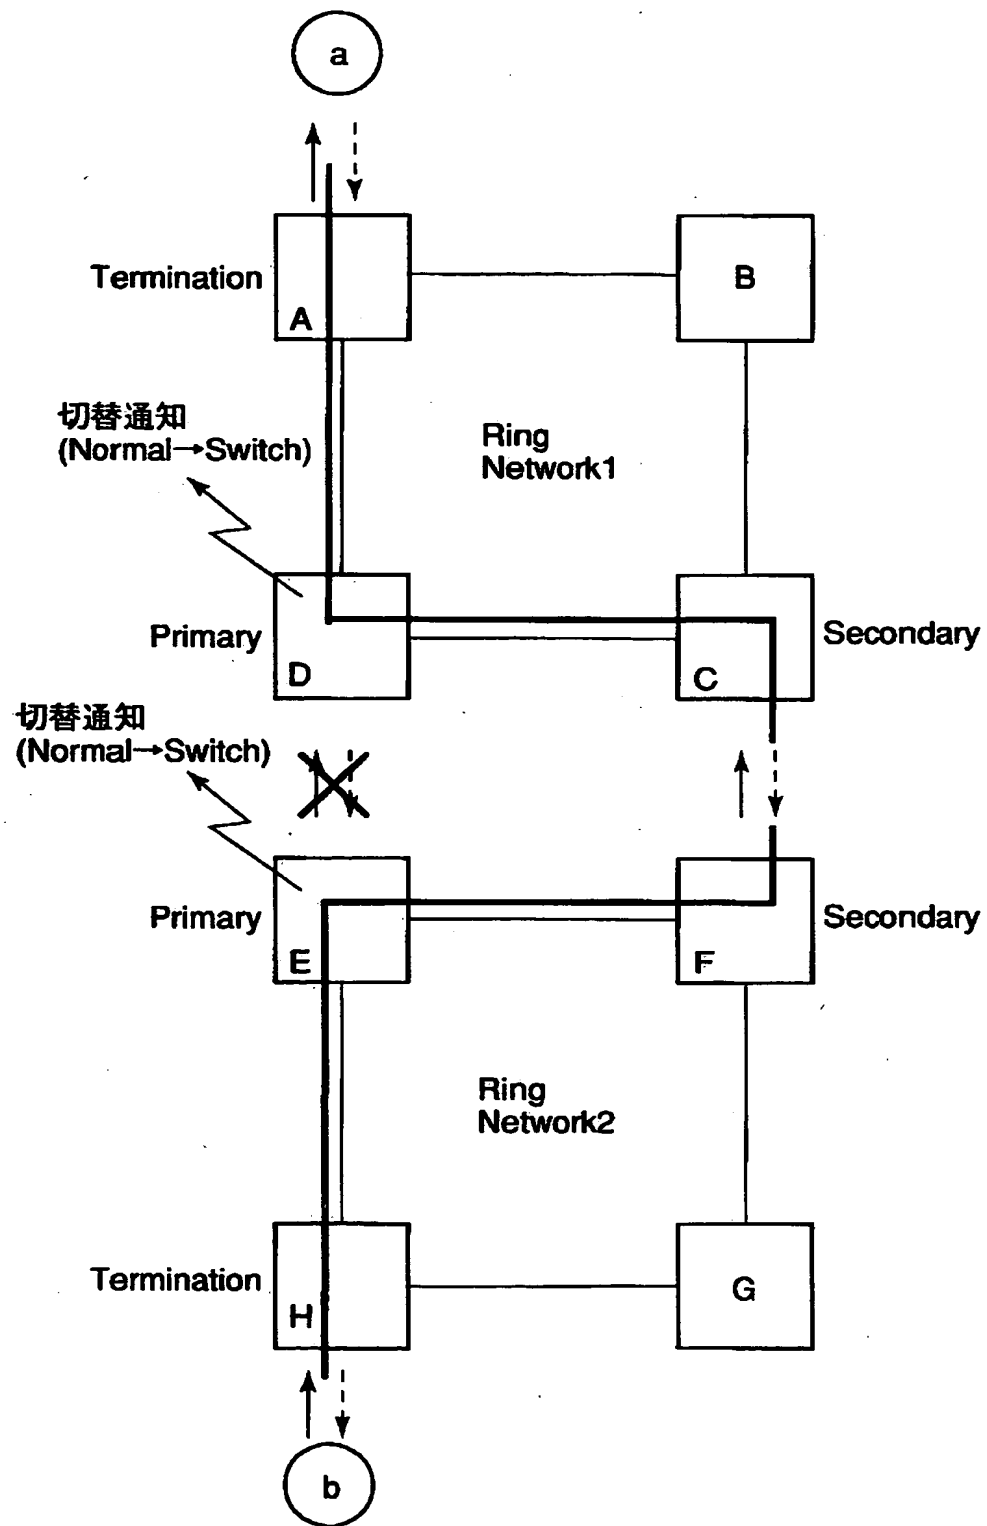 a
Termination
A
B
切替通知
(Normal→Switch)
Ring
Network1
Primary
D
C
Secondary
切替通知
(Normal→Switch)
Primary
E
F
Secondary
Ring
Network2
Termination
H
G
b